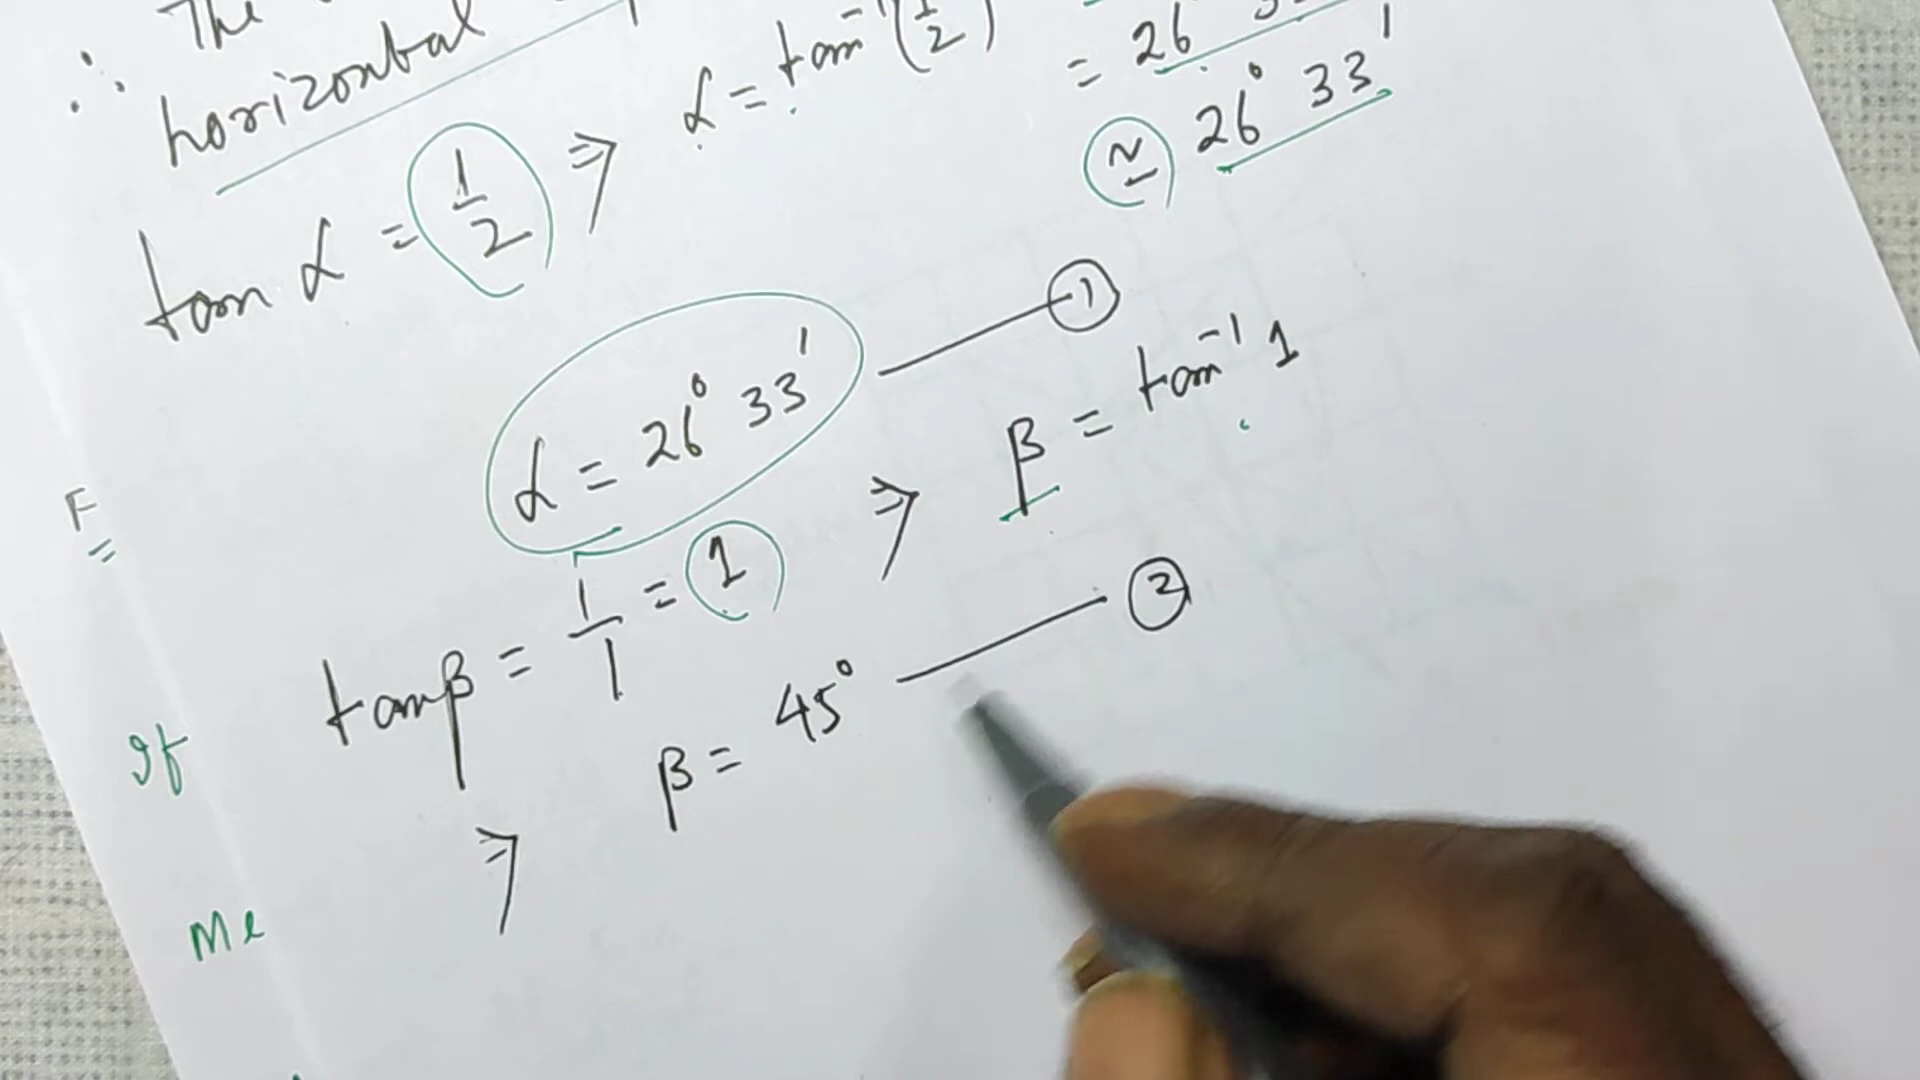 ∴ The
horizontal
tan α = 1/2 ⇒ α = tan⁻¹(1/2)
= 26°
≃ 26° 33'
α = 26° 33' —— ①
F
tan β = 1/1 = 1 ⇒ β = tan⁻¹ 1
If
β = 45° —— ②
⇒
Me